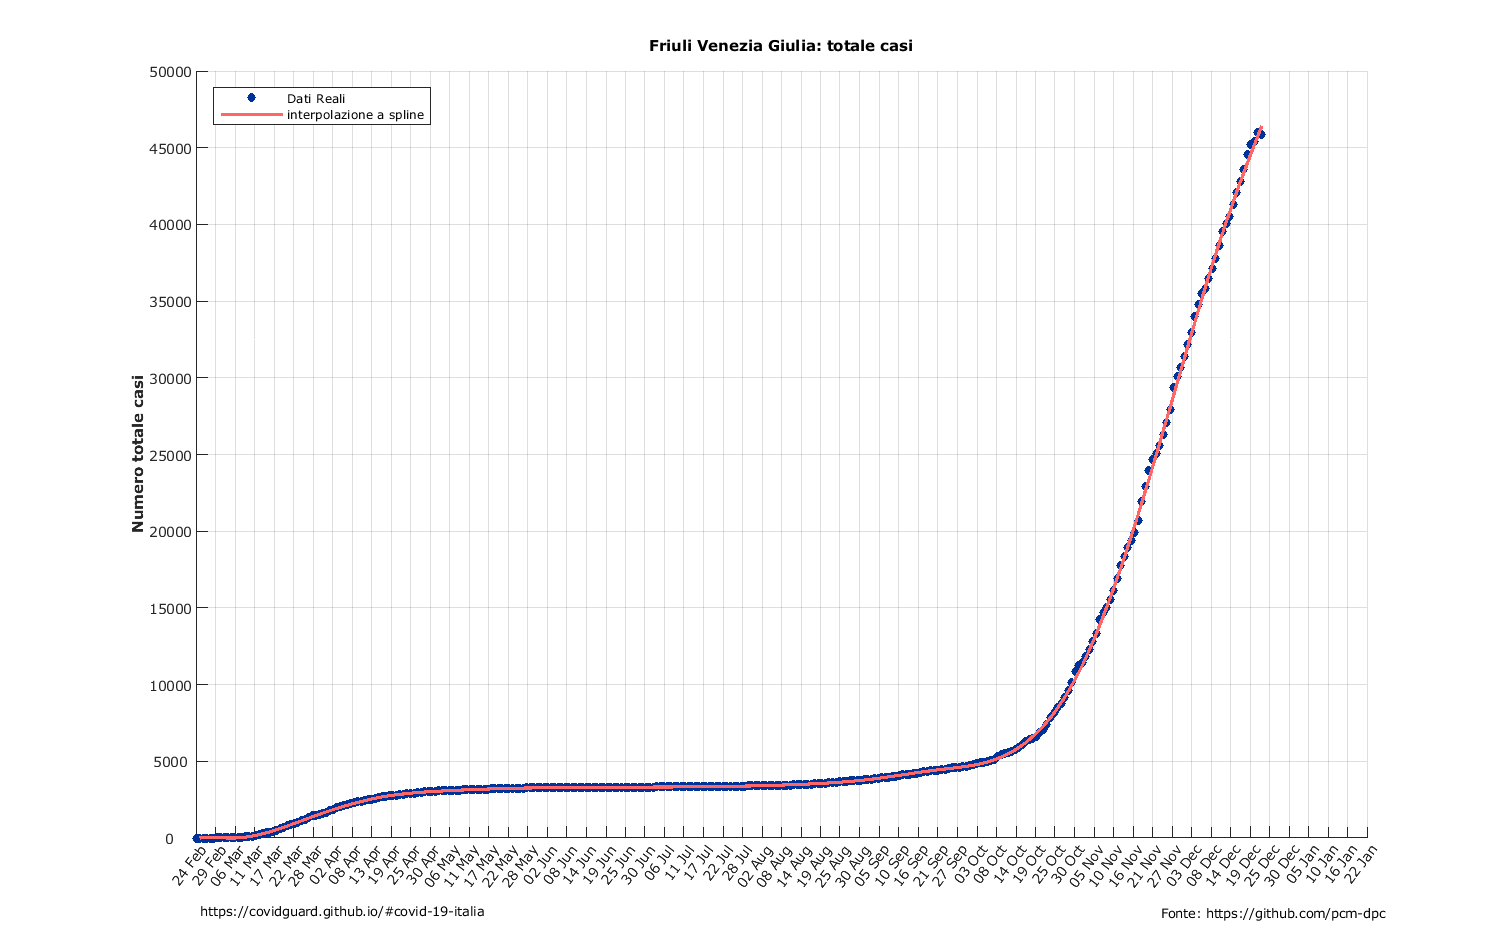 Friuli Venezia Giulia: totale casi
Dati Reali
interpolazione a spline
Numero totale casi
50000
45000
40000
35000
30000
25000
20000
15000
10000
5000
0
24 Feb
29 Feb
06 Mar
11 Mar
17 Mar
22 Mar
28 Mar
02 Apr
08 Apr
13 Apr
19 Apr
24 Apr
30 Apr
06 May
11 May
17 May
22 May
28 May
02 Jun
08 Jun
14 Jun
19 Jun
25 Jun
30 Jun
06 Jul
11 Jul
17 Jul
22 Jul
28 Jul
02 Aug
08 Aug
14 Aug
19 Aug
25 Aug
30 Aug
05 Sep
10 Sep
16 Sep
21 Sep
27 Sep
03 Oct
08 Oct
14 Oct
19 Oct
25 Oct
30 Oct
05 Nov
10 Nov
16 Nov
21 Nov
27 Nov
03 Dec
08 Dec
14 Dec
19 Dec
25 Dec
30 Dec
05 Jan
10 Jan
16 Jan
22 Jan
https://covidguard.github.io/#covid-19-italia
Fonte: https://github.com/pcm-dpc